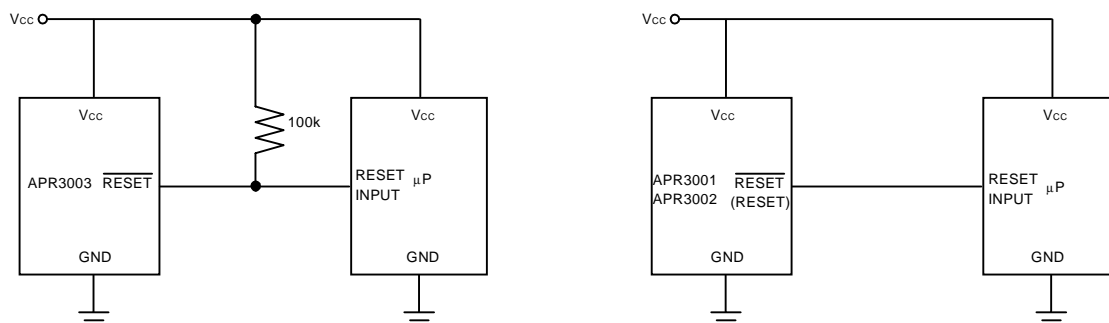 Vcc
Vcc
100k
Vcc
APR3003 RESET
RESET μP
INPUT
GND
GND
Vcc
Vcc
Vcc
APR3001 RESET
APR3002 (RESET)
RESET μP
INPUT
GND
GND